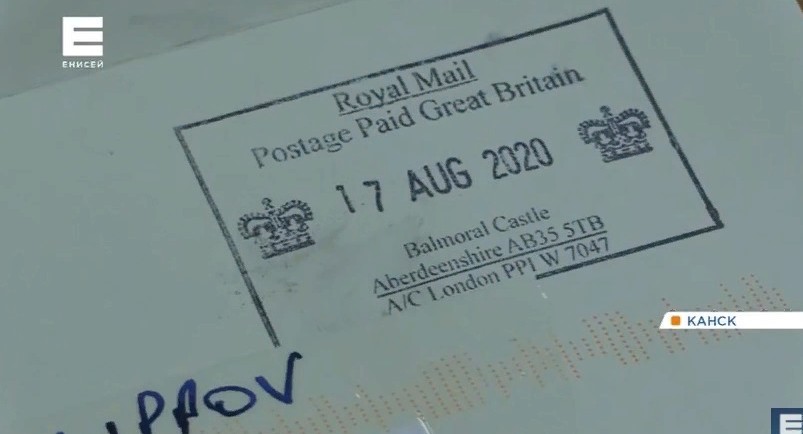 ЕНИСЕЙ
Royal Mail
Postage Paid Great Britain
17 AUG 2020
Balmoral Castle
Aberdeenshire AB35 5TB
A/C London PPI W 7047
КАНСК